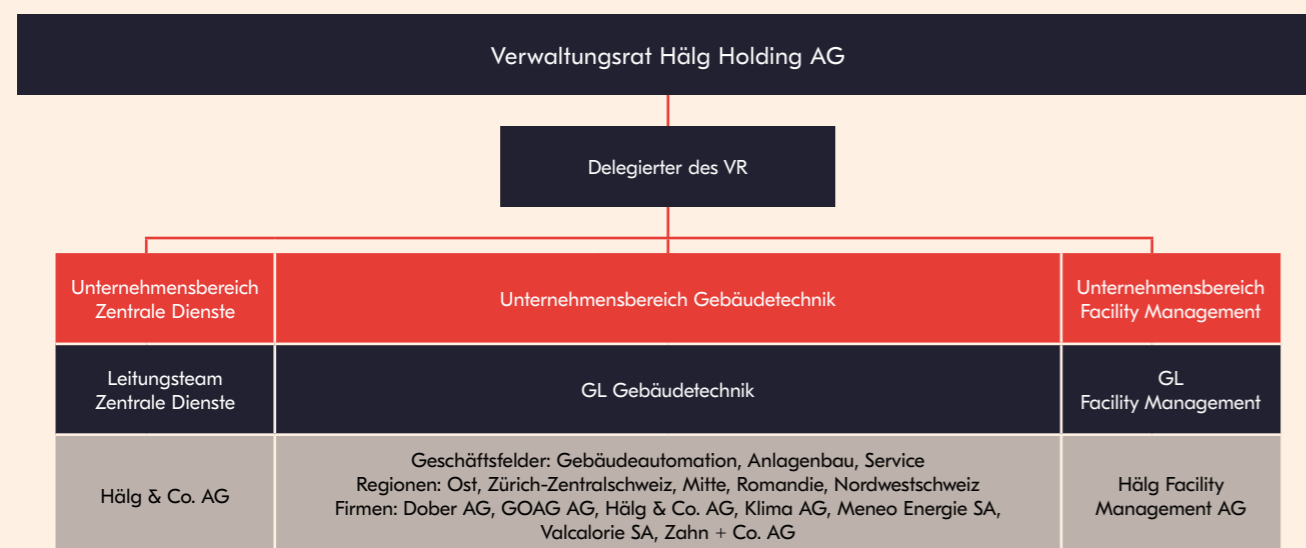 Verwaltungsrat Hälg Holding AG
Delegierter des VR
Unternehmensbereich
Zentrale Dienste
Unternehmensbereich Gebäudetechnik
Unternehmensbereich
Facility Management
Leitungsteam
Zentrale Dienste
GL Gebäudetechnik
GL
Facility Management
Hälg & Co. AG
Geschäftsfelder: Gebäudeautomation, Anlagenbau, Service
Regionen: Ost, Zürich-Zentralschweiz, Mitte, Romandie, Nordwestschweiz
Firmen: Dober AG, GOAG AG, Hälg & Co. AG, Klima AG, Meneo Energie SA,
Valcalorie SA, Zahn + Co. AG
Hälg Facility
Management AG